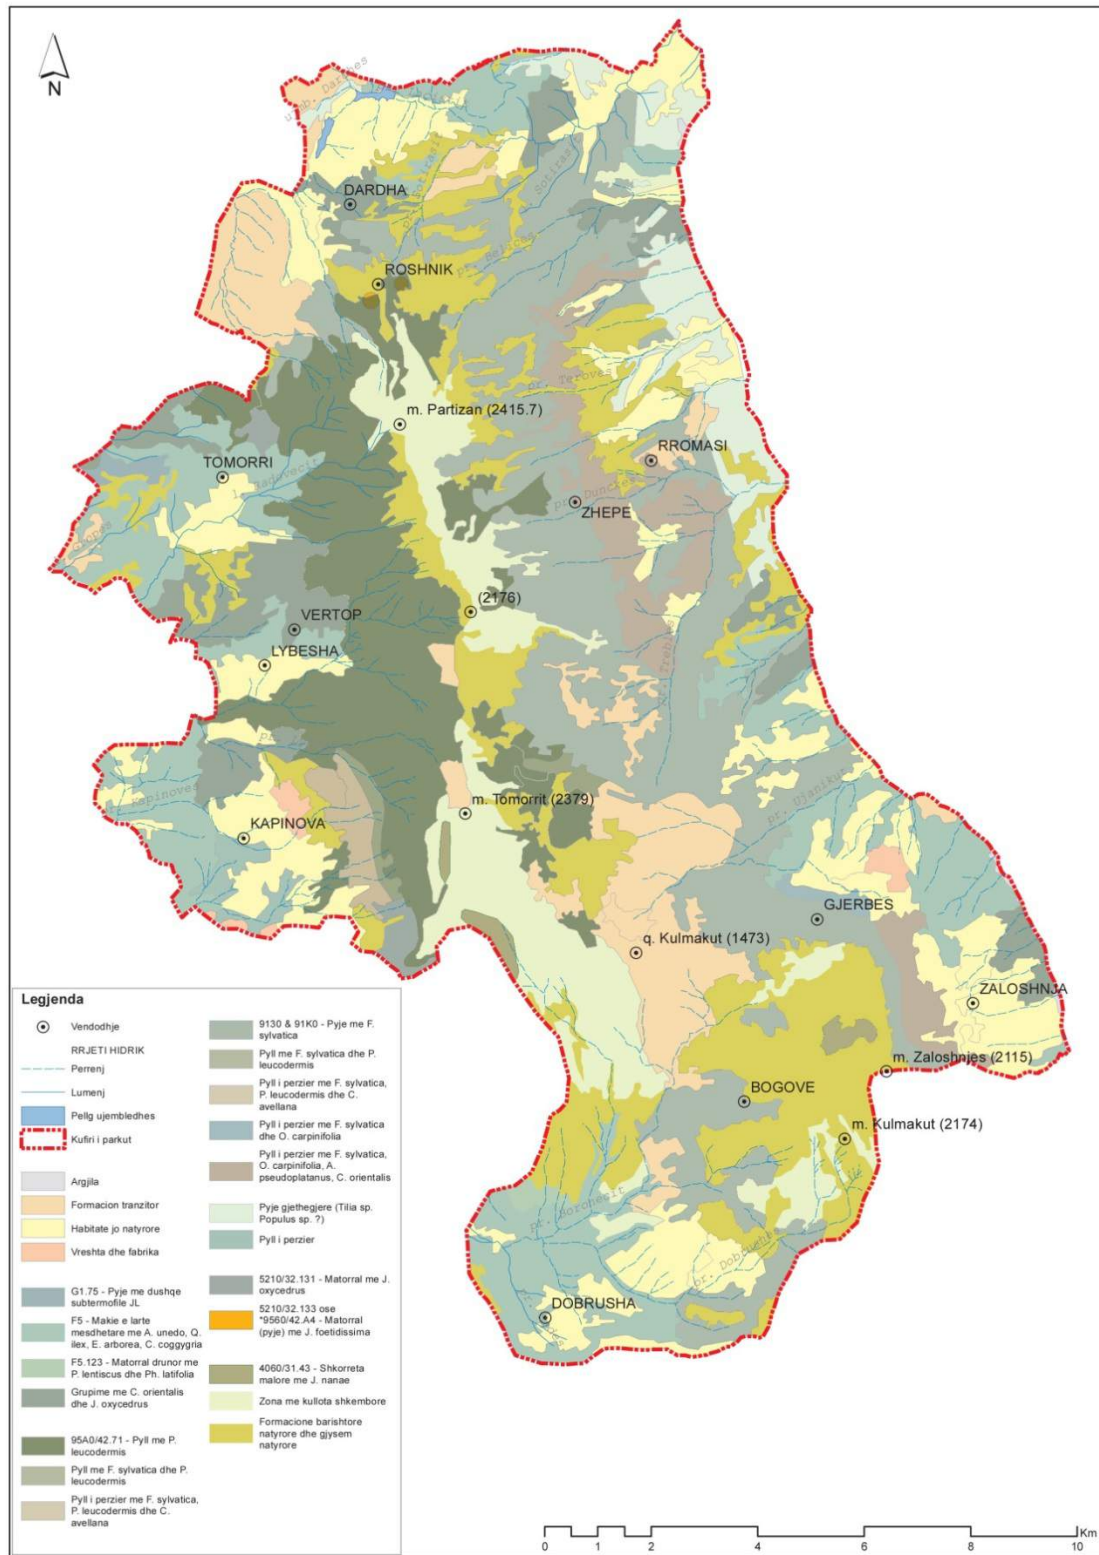 N
DARDHA
ROSHNIK
m. Partizan (2415.7)
pr. Teroves
RROMASI
TOMORRI
ZHEPE
(2176)
VERTOP
LYBESHA
m. Tomorrit (2379)
KAPINOVA
pr. Ujanikut
GJERBES
q. Kulmakut (1473)
ZALOSHNJA
m. Zaloshnjes (2115)
BOGOVE
m. Kulmakut (2174)
DOBRUSHA
Legjenda
Vendodhje
RRJETI HIDRIK
Perrenj
Lumenj
Pellg ujembledhes
Kufiri i parkut
Argjila
Formacion tranzitor
Habitate jo natyrore
Vreshta dhe fabrika
G1.75 - Pyje me dushqe
subtermofile JL
F5 - Makie e larte
mesdhetare me A. unedo, Q.
ilex, E. arborea, C. coggygria
F5.123 - Matorral drunor me
P. lentiscus dhe Ph. latifolia
Grupime me C. orientalis
dhe J. oxycedrus
95A0/42.71 - Pyll me P.
leucodermis
Pyll me F. sylvatica dhe P.
leucodermis
Pyll i perzier me F. sylvatica,
P. leucodermis dhe C.
avellana
9130 & 91K0 - Pyje me F.
sylvatica
Pyll me F. sylvatica dhe P.
leucodermis
Pyll i perzier me F. sylvatica,
P. leucodermis dhe C.
avellana
Pyll i perzier me F. sylvatica
dhe O. carpinifolia
Pyll i perzier me F. sylvatica,
O. carpinifolia, A.
pseudoplatanus, C. orientalis
Pyje gjethegjere (Tilia sp.
Populus sp. ?)
Pyll i perzier
5210/32.131 - Matorral me J.
oxycedrus
5210/32.133 ose
*9560/42.A4 - Matorral
(pyje) me J. foetidissima
4060/31.43 - Shkorreta
malore me J. nanae
Zona me kullota shkembore
Formacione barishtore
natyrore dhe gjysem
natyrore
Km
0 1 2 4 6 8 10